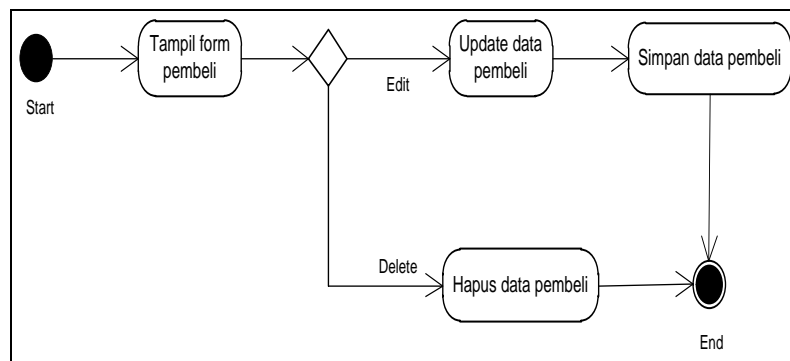 Start
Tampil form
pembeli
Edit
Update data
pembeli
Simpan data pembeli
Delete
Hapus data pembeli
End